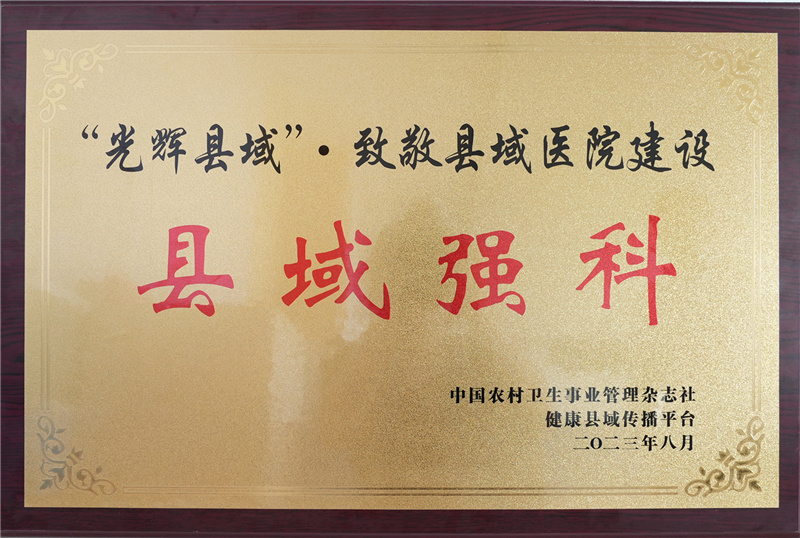 “光辉县域”·致敬县域医院建设
县域强科
中国农村卫生事业管理杂志社
健康县域传播平台
二〇二三年八月